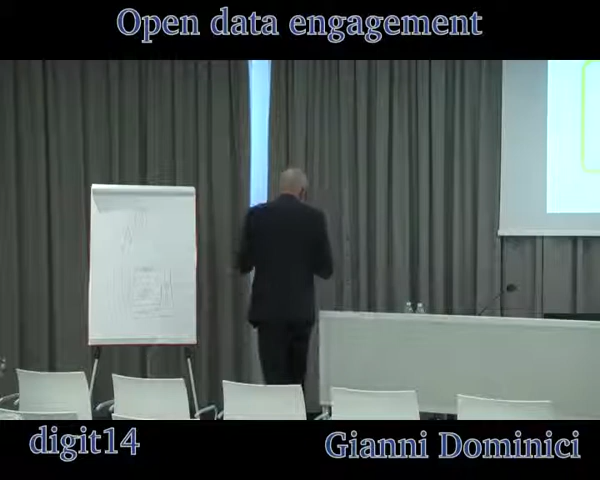 Open data engagement
digit14
Gianni Dominici